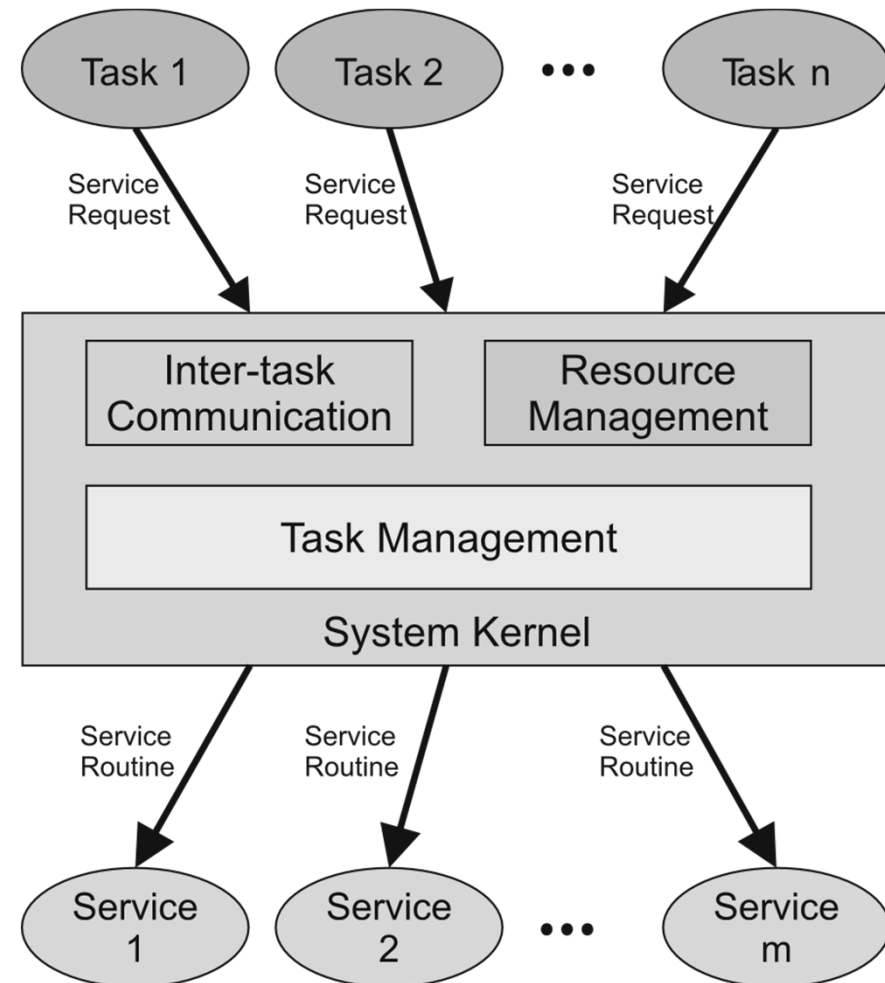 Task 1
Task 2
•••
Task n
Service
Request
Service
Request
Service
Request
Inter-task
Communication
Resource
Management
Task Management
System Kernel
Service
Routine
Service
Routine
Service
Routine
Service
1
Service
2
•••
Service
m